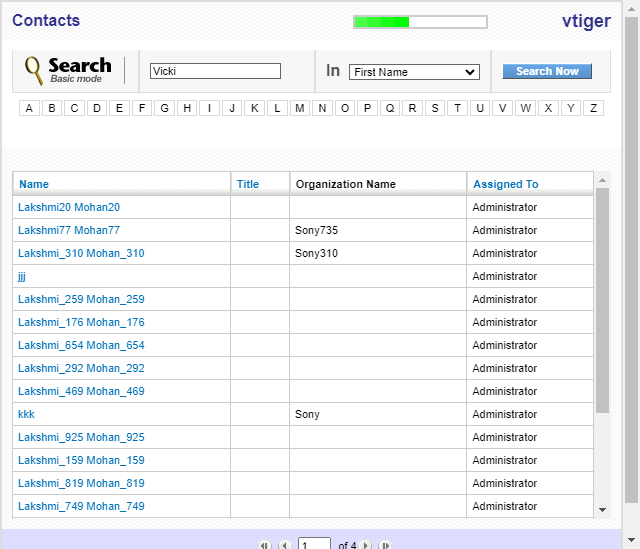 Contacts vtiger
Search
Basic mode
Vicki In First Name Search Now
A B C D E F G H I J K L M N O P Q R S T U V W X Y Z
Name Title Organization Name Assigned To
Lakshmi20 Mohan20 Administrator
Lakshmi77 Mohan77 Sony735 Administrator
Lakshmi_310 Mohan_310 Sony310 Administrator
jjj Administrator
Lakshmi_259 Mohan_259 Administrator
Lakshmi_176 Mohan_176 Administrator
Lakshmi_654 Mohan_654 Administrator
Lakshmi_292 Mohan_292 Administrator
Lakshmi_469 Mohan_469 Administrator
kkk Sony Administrator
Lakshmi_925 Mohan_925 Administrator
Lakshmi_159 Mohan_159 Administrator
Lakshmi_819 Mohan_819 Administrator
Lakshmi_749 Mohan_749 Administrator
1 of 4